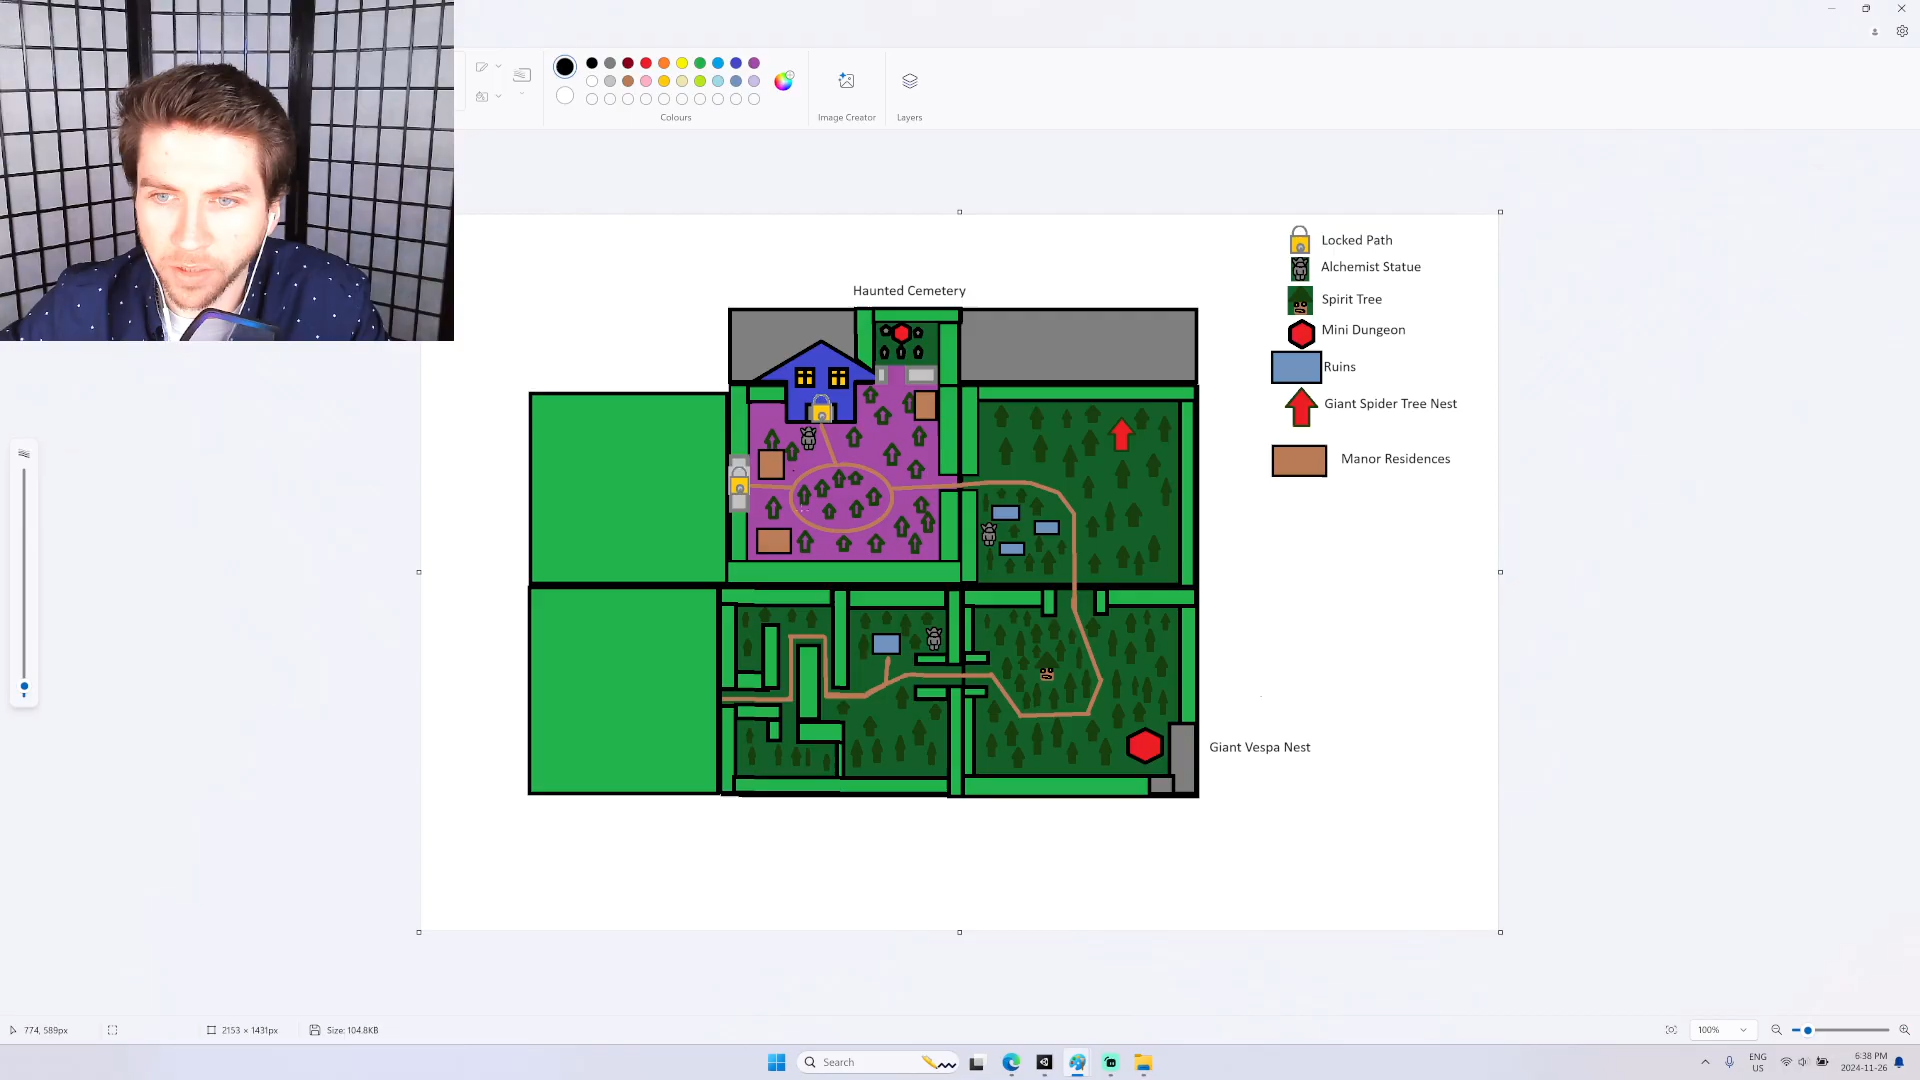 Colours
Image Creator
Layers
Locked Path
Alchemist Statue
Haunted Cemetery
Spirit Tree
Mini Dungeon
Ruins
Giant Spider Tree Nest
Manor Residences
Giant Vespa Nest
774, 589px
2153 × 1431px
Size: 104.8KB
100%
Search
ENG
US
6:38 PM
2024-11-26